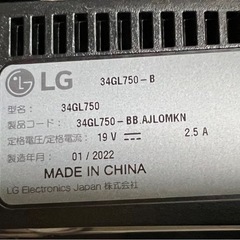 LG 34GL750-B
型名: 34GL750
製品コード: 34GL750-BB.AJLOMKN
定格電圧/定格電流: 19 V ⎓ 2.5 A
製造年月 01 / 2022
MADE IN CHINA
LG Electronics Japan 株式会社